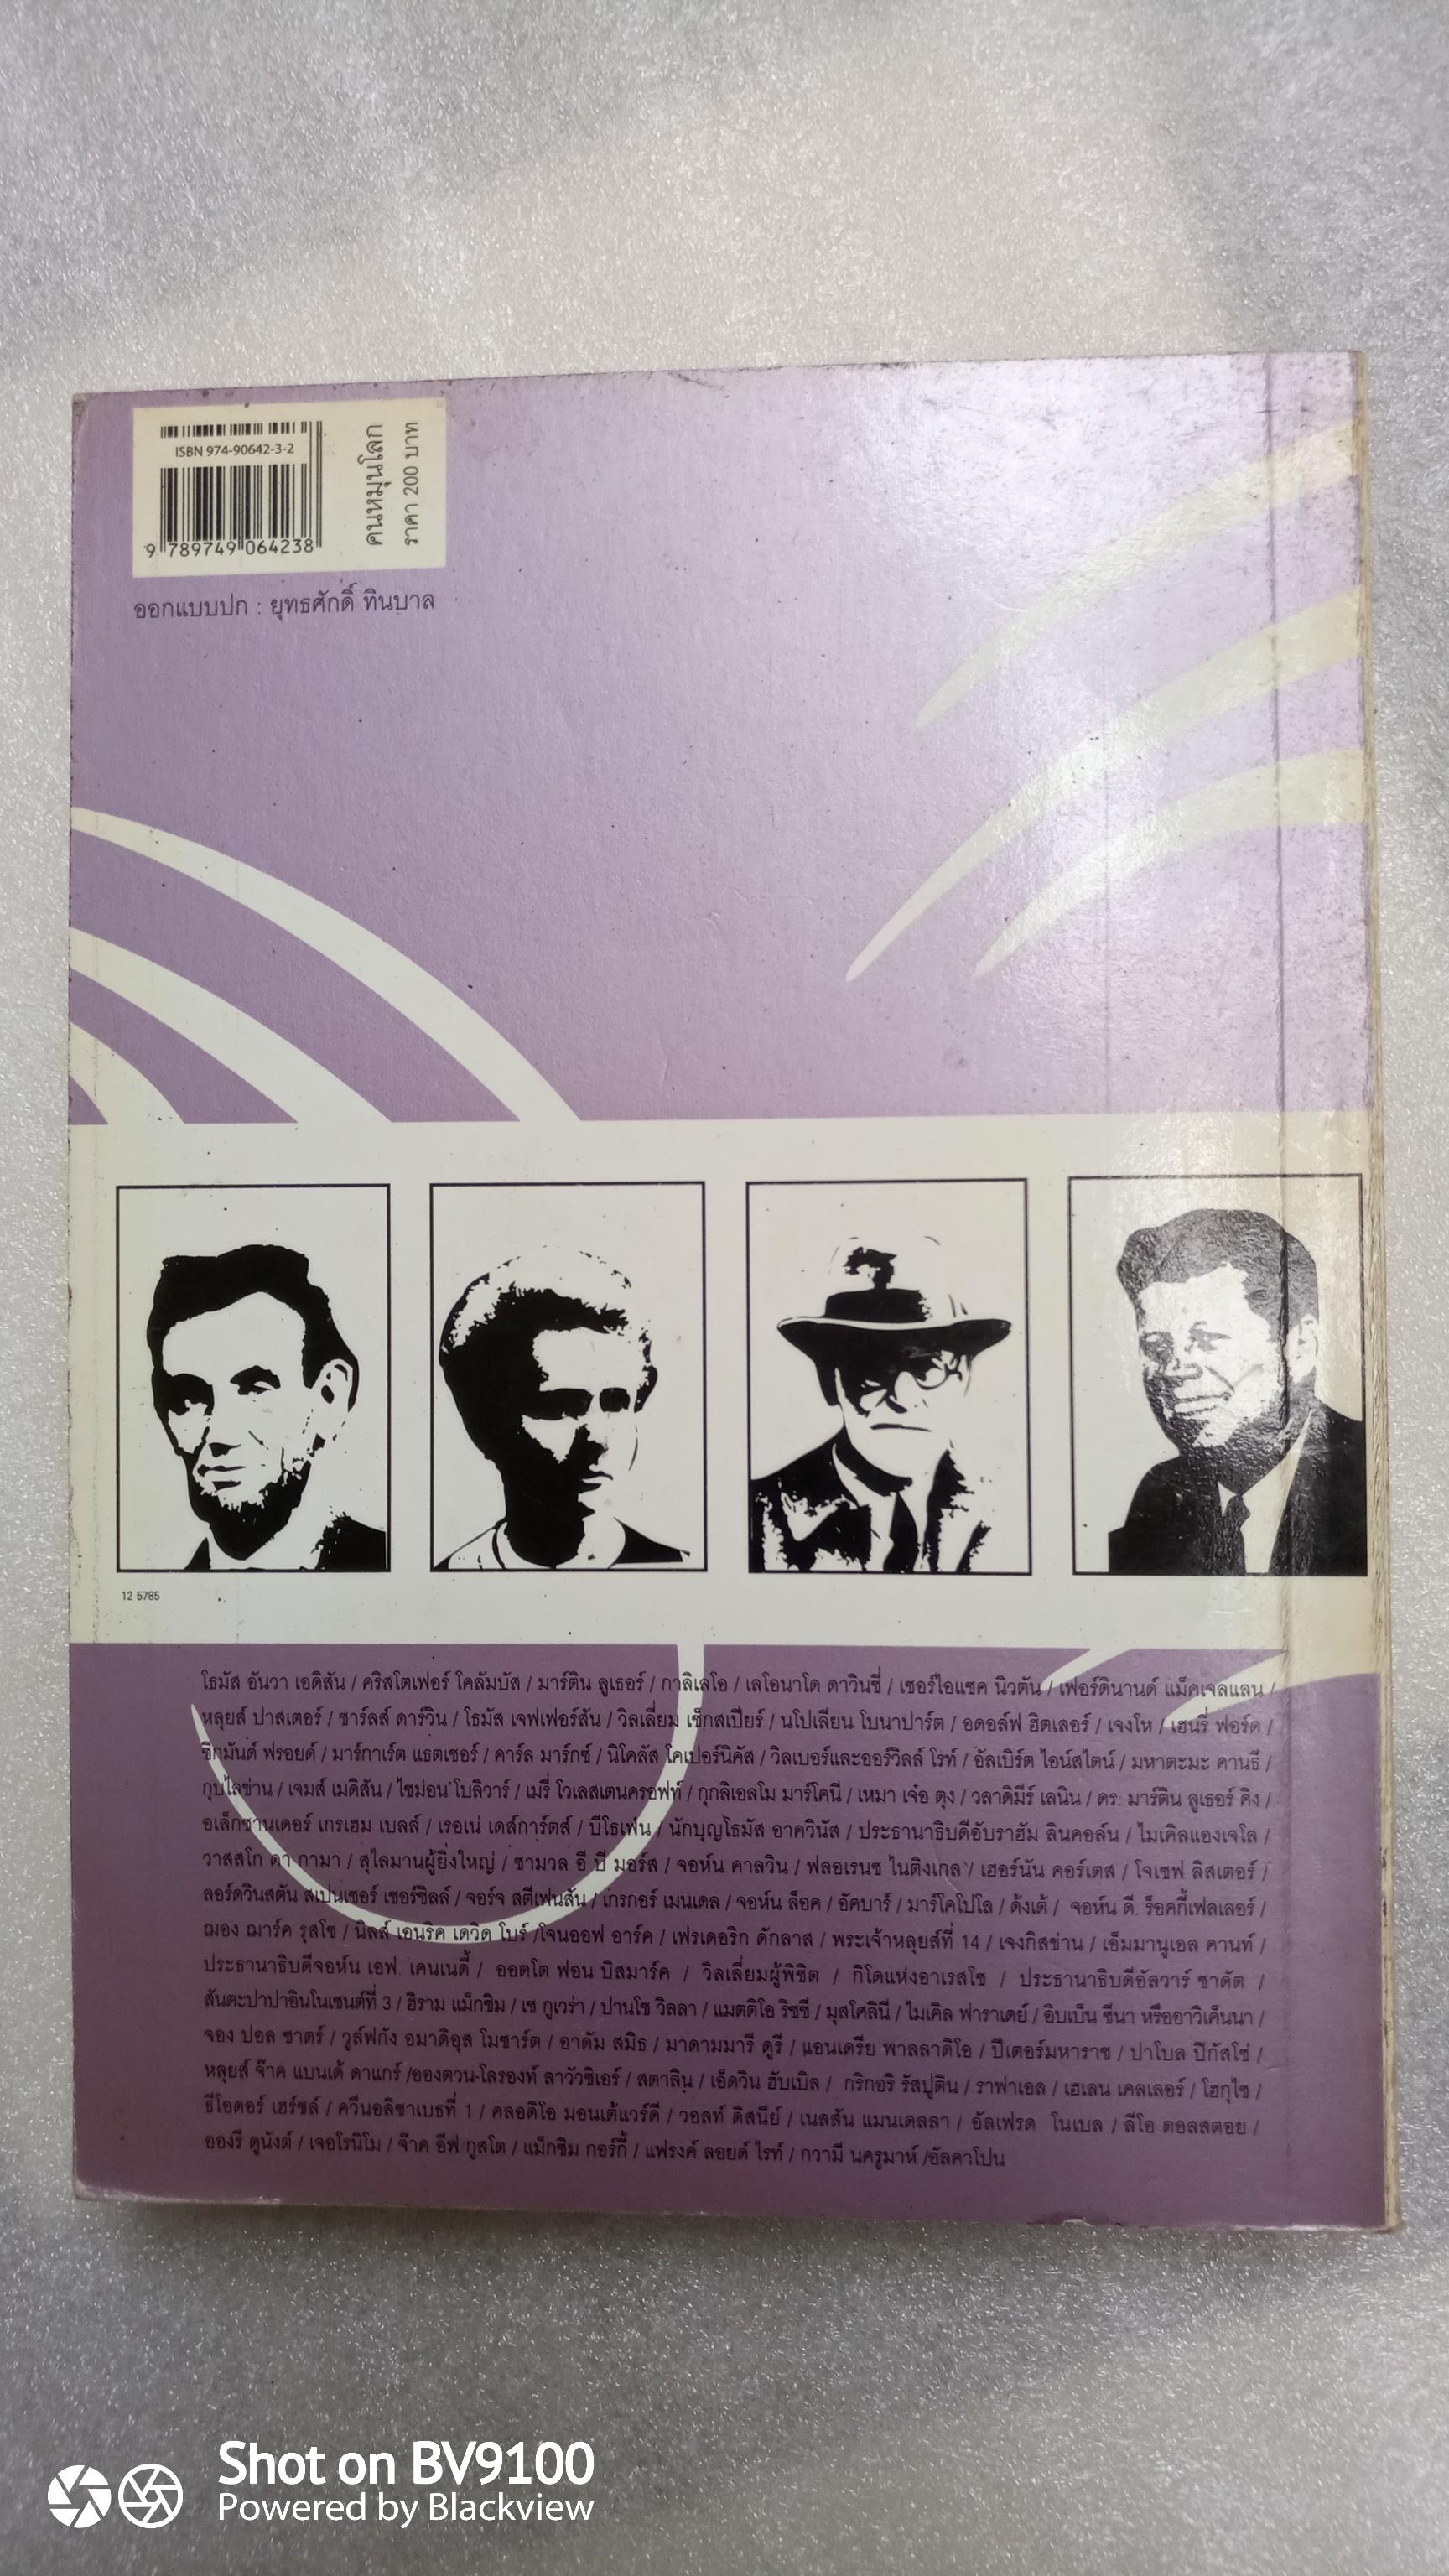 ISBN 974-90642-3-2
9 789749 064238
คนหมุนโลก
ราคา 200 บาท
ออกแบบปก : ยุทธศักดิ์ ทินบาล
12 5785
โธมัส อันวา เอดิสัน / คริสโตเฟอร์ โคลัมบัส / มาร์ติน ลูเธอร์ / กาลิเลโอ / เลโอนาโด ดาวินชี่ / เซอร์ไอแซค นิวตัน / เฟอร์ดินานด์ แม็คเจลแลน /
หลุยส์ ปาสเตอร์ / ชาร์ลส์ ดาร์วิน / โธมัส เจฟเฟอร์สัน / วิลเลี่ยม เช็กสเปียร์ / นโปเลียน โบนาปาร์ต / อดอล์ฟ ฮิตเลอร์ / เจงโห / เฮนรี่ ฟอร์ด /
ซิกมันด์ ฟรอยด์ / มาร์กาเร็ต แธตเชอร์ / คาร์ล มาร์กซ์ / นิโคลัส โคเปอร์นิคัส / วิลเบอร์และออร์วิลล์ ไรท์ / อัลเบิร์ต ไอน์สไตน์ / มหาตะมะ คานธี /
กุบไลข่าน / เจมส์ เมดิสัน / ไซม่อน โบลิวาร์ / เมรี่ โวเลสเตนครอฟท์ / กุกลิเอลโม มาร์โคนี / เหมา เจ๋อ ตุง / วลาดิมีร์ เลนิน / ดร. มาร์ติน ลูเธอร์ คิง /
อเล็กซานเดอร์ เกรแฮม เบลล์ / เรอเน่ เดส์การ์ตส์ / บีโธเฟ่น / นักบุญโธมัส อาควินัส / ประธานาธิบดีอับราฮัม ลินคอล์น / ไมเคิลแองเจโล /
วาสสโก ดา กามา / สุไลมานผู้ยิ่งใหญ่ / ซามวล อี บี มอร์ส / จอห์น คาลวิน / ฟลอเรนซ ไนติงเกล / เฮอร์นัน คอร์เตส / โจเซฟ ลิสเตอร์ /
ลอร์ดวินสตัน สเปนเซอร์ เชอร์ชิลล์ / จอร์จ สตีเฟนสัน / เกรกอร์ เมนเดล / จอห์น ล็อค / อัคบาร์ / มาร์โคโปโล / ดังเต้ / จอห์น ดี. ร็อคกี้เฟลเลอร์ /
ฌอง ฌาร์ค รุสโซ / นิลส์ เอนริค เดวิด โบร์ /โจนออฟ อาร์ค / เฟรเดอริก ดักลาส / พระเจ้าหลุยส์ที่ 14 / เจงกิสข่าน / เอ็มมานูเอล คานท์ /
ประธานาธิบดีจอห์น เอฟ. เคนเนดี้ / ออตโต ฟอน บิสมาร์ค / วิลเลี่ยมผู้พิชิต / กิโดแห่งอาเรสโซ / ประธานาธิบดีอัลวาร์ ซาดัต /
สันตะปาปาอินโนเซนต์ที่ 3 / ฮิราม แม็กซิม / เช กูเวร่า / ปานโช วิลลา / แมตติโอ ริชชี่ / มุสโศลินี / ไมเคิล ฟาราเดย์ / อิบเบ็น ซีนา หรืออาวิเค็นนา /
จอง ปอล ซาตร์ / วูล์ฟกัง อมาดิอุส โมซาร์ต / อาดัม สมิธ / มาดามมารี คูรี / แอนเดรีย พาลลาดิโอ / ปีเตอร์มหาราช / ปาโบล ปีกัสโซ่ /
หลุยส์ จ๊าค แบนเด้ ดาแกร์ /อองตวน-โลรองท์ ลาวัวซิเอร์ / สตาลิน / เอ็ดวิน ฮับเบิล / กริกอริ รัสปูติน / ราฟาเอล / เฮเลน เคลเลอร์ / โฮกุไซ /
ธีโอดอร์ เฮร์ซล์ / ควีนอลิซาเบธที่ 1 / คลอดิโอ มอนเต้แวร์ดี / วอลท์ ดิสนีย์ / เนลสัน แมนเดลลา / อัลเฟรด โนเบล / ลีโอ ตอลสตอย /
อองรี ดูนังต์ / เจอโรนิโม / จ๊าค อีฟ กูสโต / แม็กซิม กอร์กี้ / แฟรงค์ ลอยด์ ไรท์ / กวามี นครูมาห์ /อัลคาโปน
Shot on BV9100
Powered by Blackview